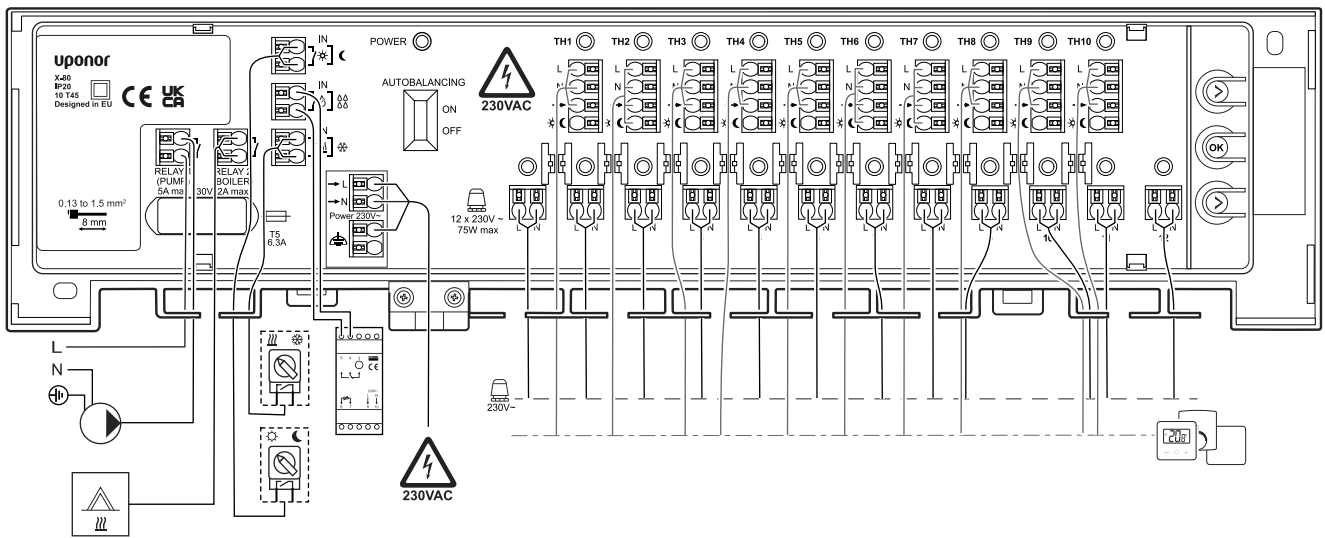 uponor
X-80
IP20
10 T45
Designed in EU
CE UK
CA
IN
IN
POWER
AUTOBALANCING
ON
OFF
230VAC
TH1 TH2 TH3 TH4 TH5 TH6 TH7 TH8 TH9 TH10
L L L L L L L L L L
N N N N
OK
RELAY 1
(PUMP)
5A max
RELAY 2
(BOILER)
2A max
0.13 to 1.5 mm²
8 mm
T5
6.3A
L
N
Power 230V~
12 x 230V ~
75W max
L N L N L N L N L N L N L N L N L N L N L N L N
L
N
230V~
230VAC